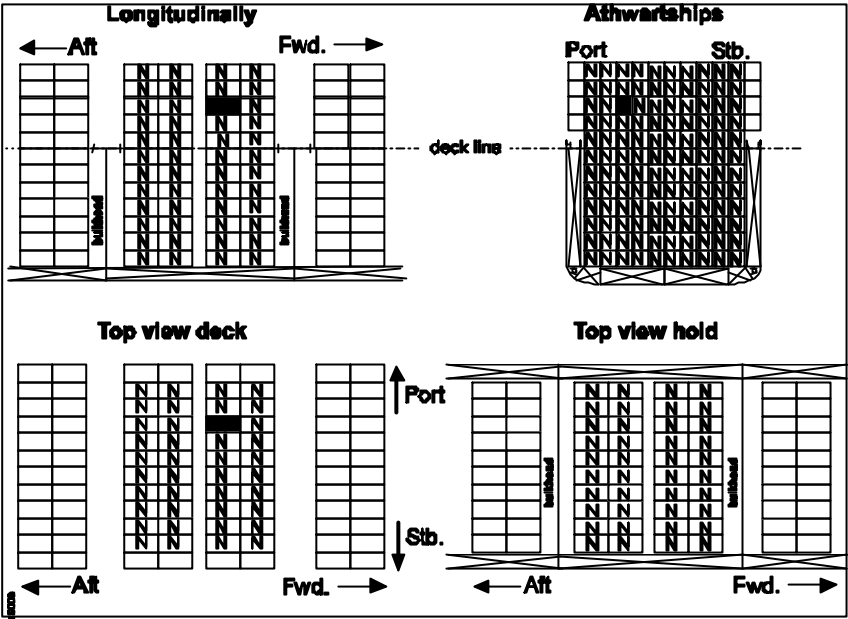 Longitudinally
Athwartships
Aft
Fwd.
Port
Stb.
deck line
bulkhead
bulkhead
Top view deck
Top view hold
Port
bulkhead
bulkhead
Stb.
Aft
Fwd.
Aft
Fwd.